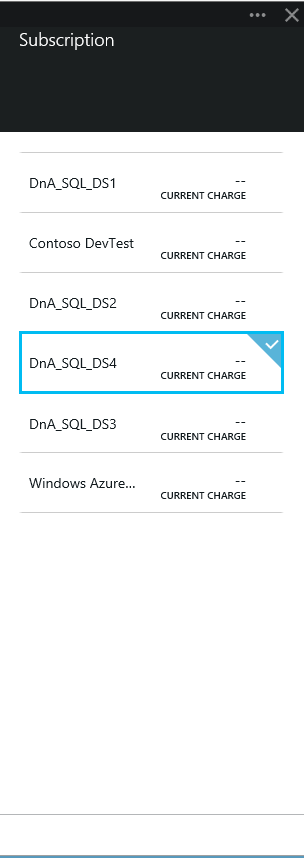 Subscription
DnA_SQL_DS1
--
CURRENT CHARGE
Contoso DevTest
--
CURRENT CHARGE
DnA_SQL_DS2
--
CURRENT CHARGE
DnA_SQL_DS4
--
CURRENT CHARGE
DnA_SQL_DS3
--
CURRENT CHARGE
Windows Azure...
--
CURRENT CHARGE